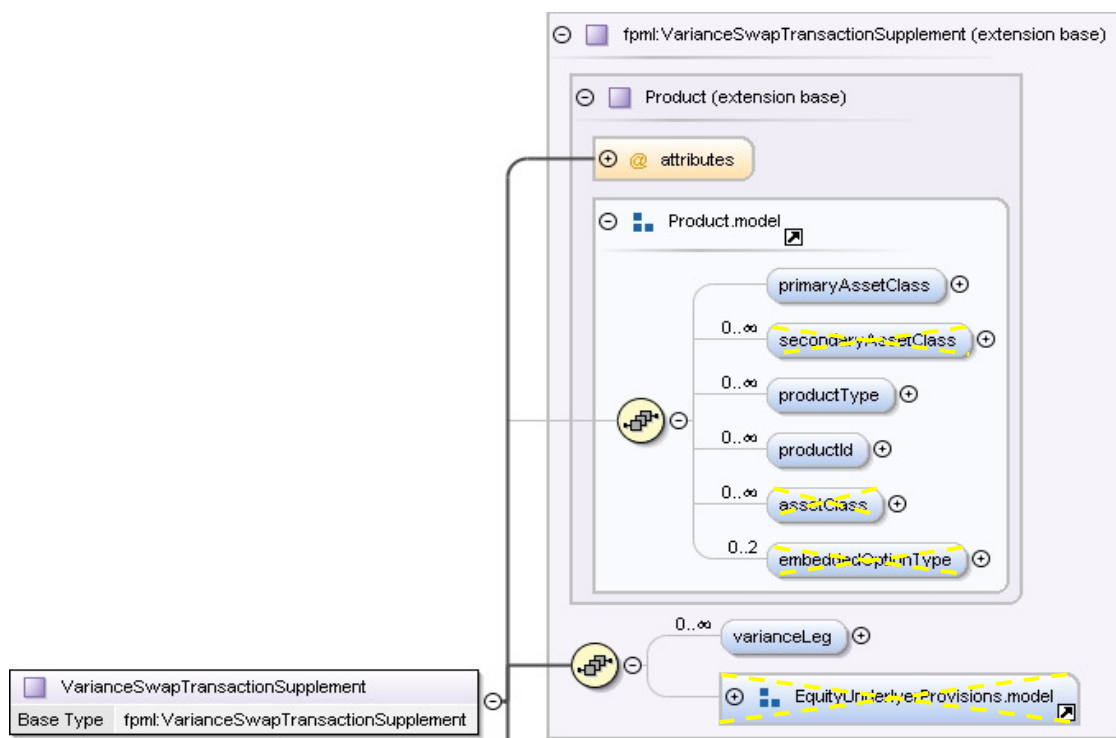 fpml:VarianceSwapTransactionSupplement (extension base)
Product (extension base)
@ attributes
Product.model
primaryAssetClass
0..∞
secondaryAssetClass
0..∞
productType
0..∞
productId
0..∞
assetClass
0..2
embeddedOptionType
0..∞
varianceLeg
EquityUnderlyerProvisions.model
VarianceSwapTransactionSupplement
Base Type fpml:VarianceSwapTransactionSupplement